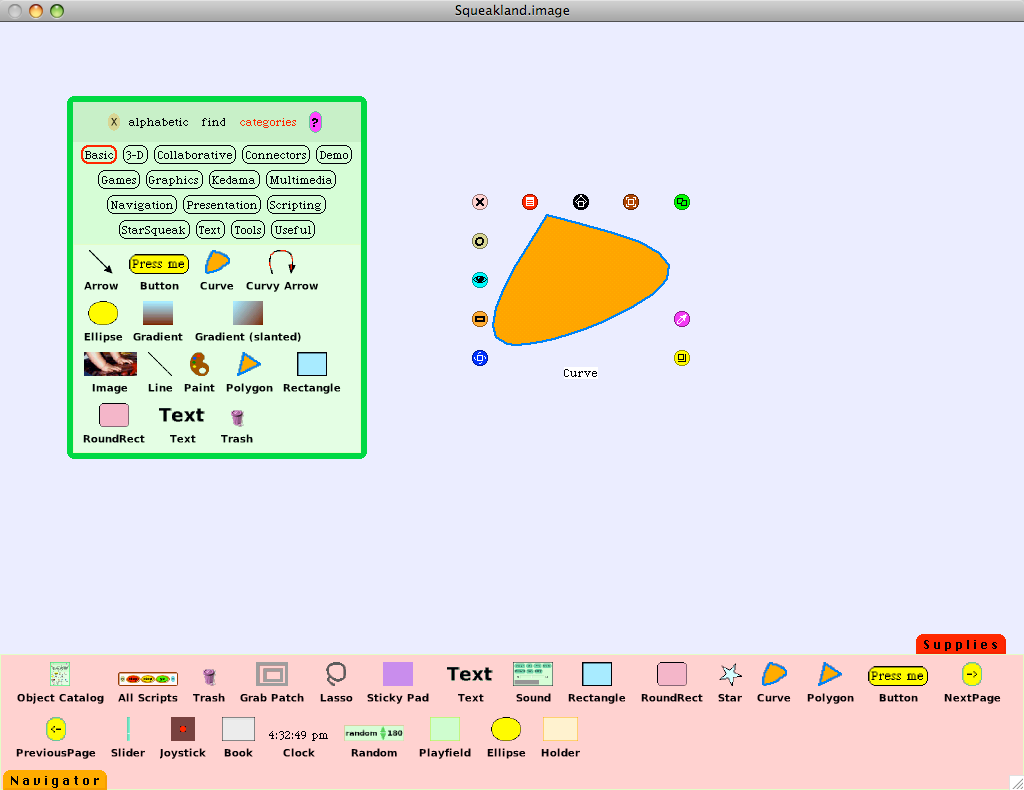 Squeakland.image
X alphabetic find categories ?
Basic 3-D Collaborative Connectors Demo
Games Graphics Kedama Multimedia
Navigation Presentation Scripting
StarSqueak Text Tools Useful
Press me
Arrow Button Curve Curvy Arrow
Ellipse Gradient Gradient (slanted)
Image Line Paint Polygon Rectangle
Text
RoundRect Text Trash
Curve
Supplies
Text Press me
Object Catalog All Scripts Trash Grab Patch Lasso Sticky Pad Text Sound Rectangle RoundRect Star Curve Polygon Button NextPage
4:32:49 pm random 180
PreviousPage Slider Joystick Book Clock Random Playfield Ellipse Holder
Navigator